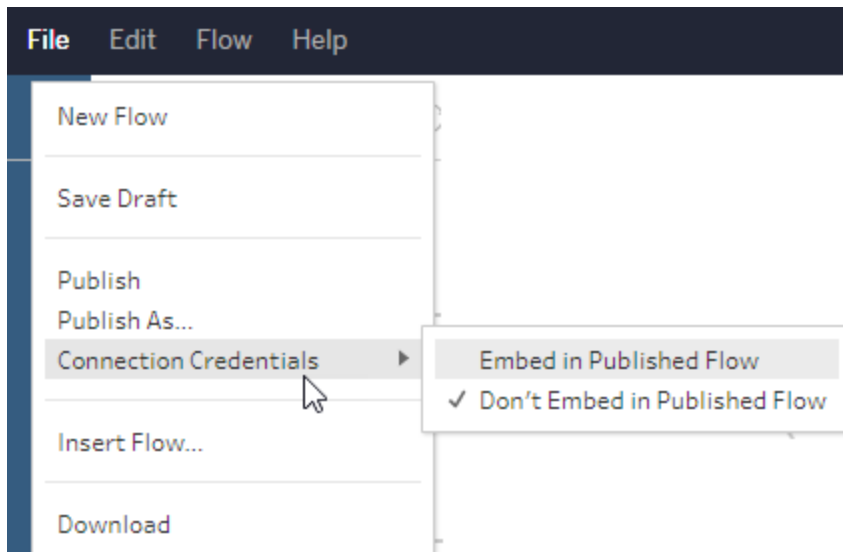 File Edit Flow Help
New Flow
Save Draft
Publish
Publish As...
Connection Credentials
Embed in Published Flow
Don't Embed in Published Flow
Insert Flow...
Download